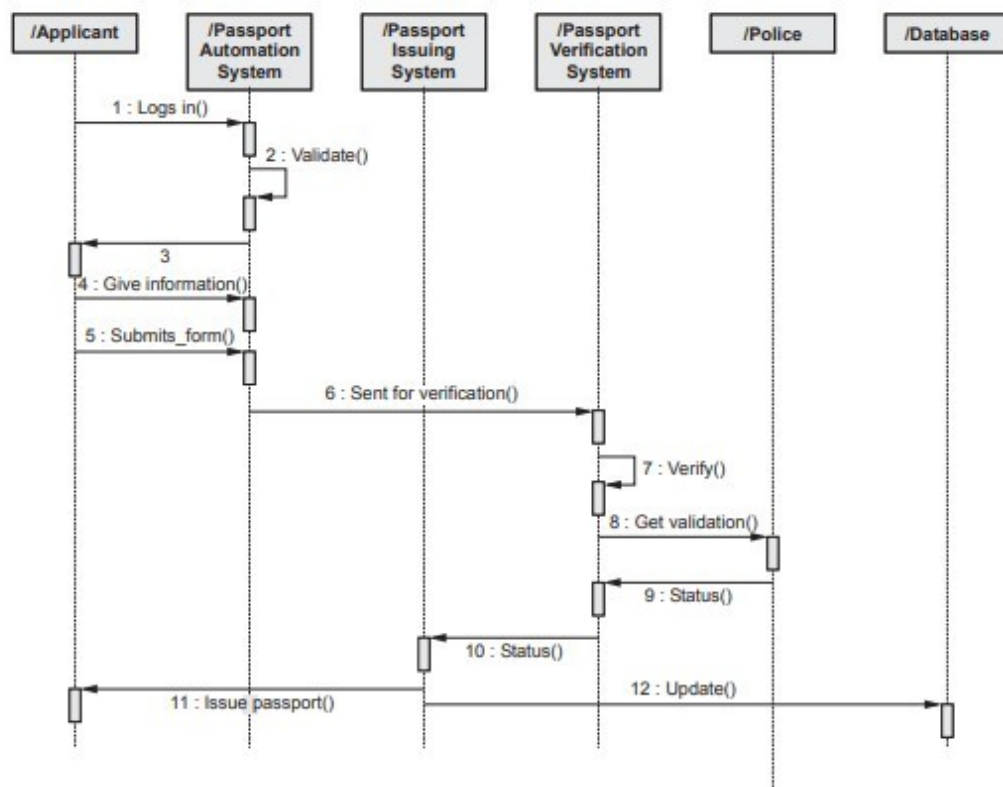 /Applicant
/Passport
Automation
System
/Passport
Issuing
System
/Passport
Verification
System
/Police
/Database
1 : Logs in()
2 : Validate()
3
4 : Give information()
5 : Submits_form()
6 : Sent for verification()
7 : Verify()
8 : Get validation()
9 : Status()
10 : Status()
11 : Issue passport()
12 : Update()